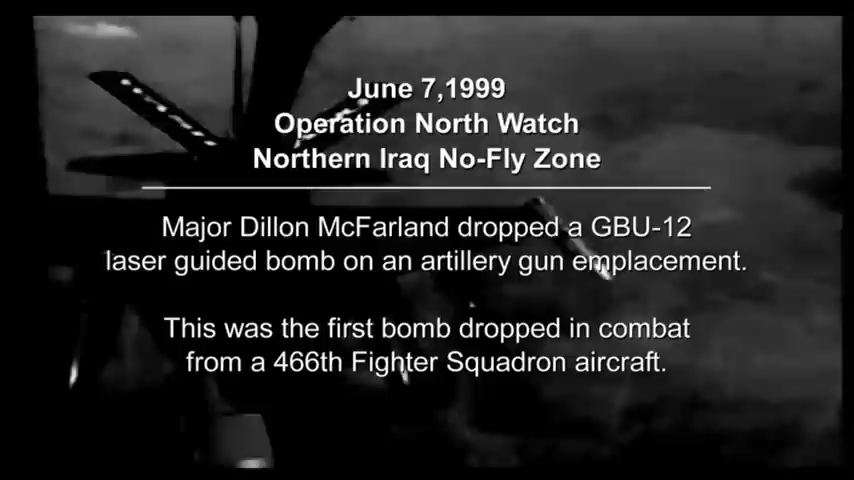 June 7,1999
Operation North Watch
Northern Iraq No-Fly Zone
Major Dillon McFarland dropped a GBU-12
laser guided bomb on an artillery gun emplacement.
This was the first bomb dropped in combat
from a 466th Fighter Squadron aircraft.